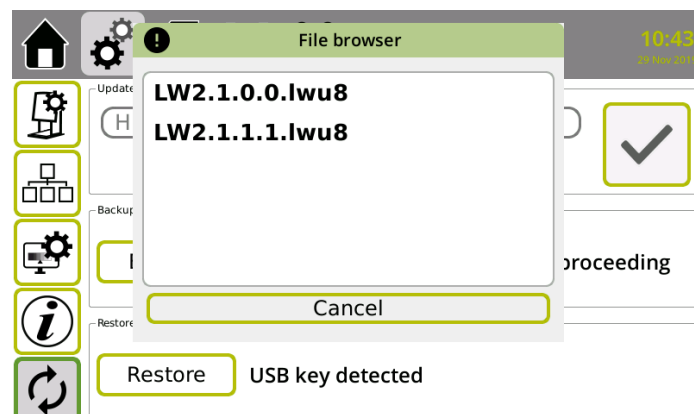 File browser
10:43
29 Nov 201
Update
LW2.1.0.0.lwu8
H
LW2.1.1.1.lwu8
Backup
proceeding
Cancel
Restore
Restore USB key detected